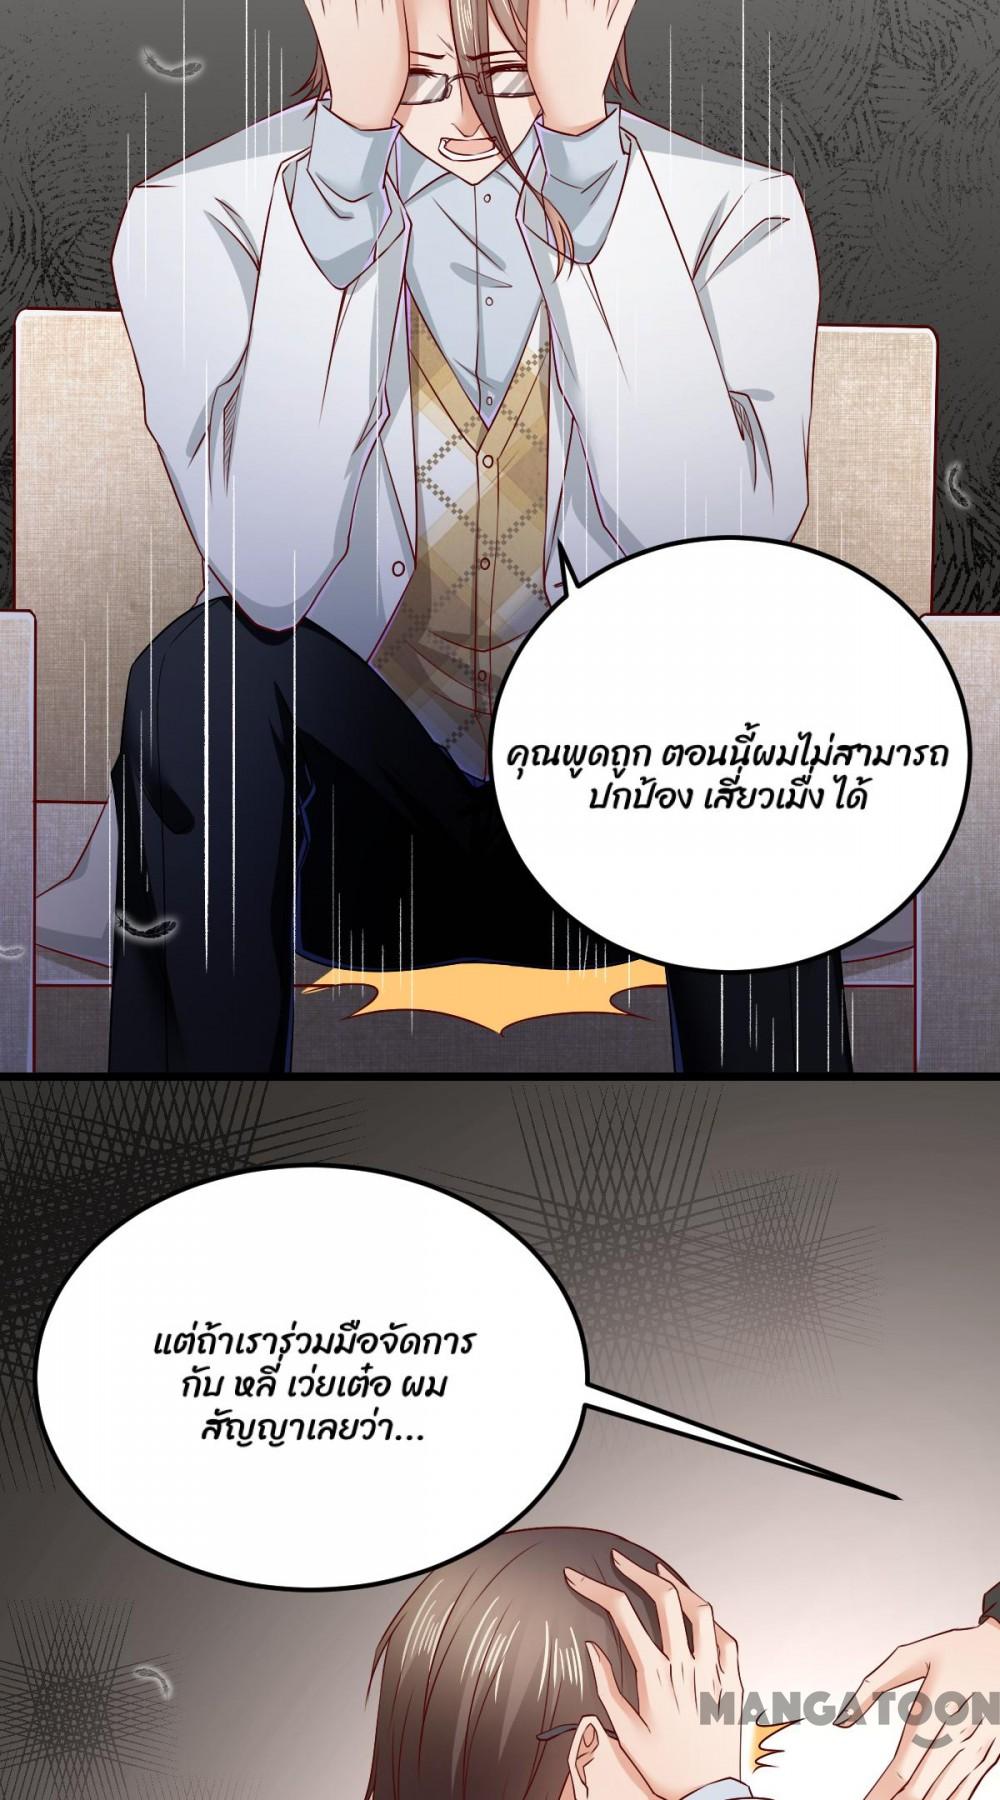 คุณพูดถูก ตอนนี้ผมไม่สามารถ
ปกป้อง เสี่ยวเมิ่ง ได้
แต่ถ้าเราร่วมมือจัดการ
กับ หลี่ เว่ยเต๋อ ผม
สัญญาเลยว่า...
MANGATOON